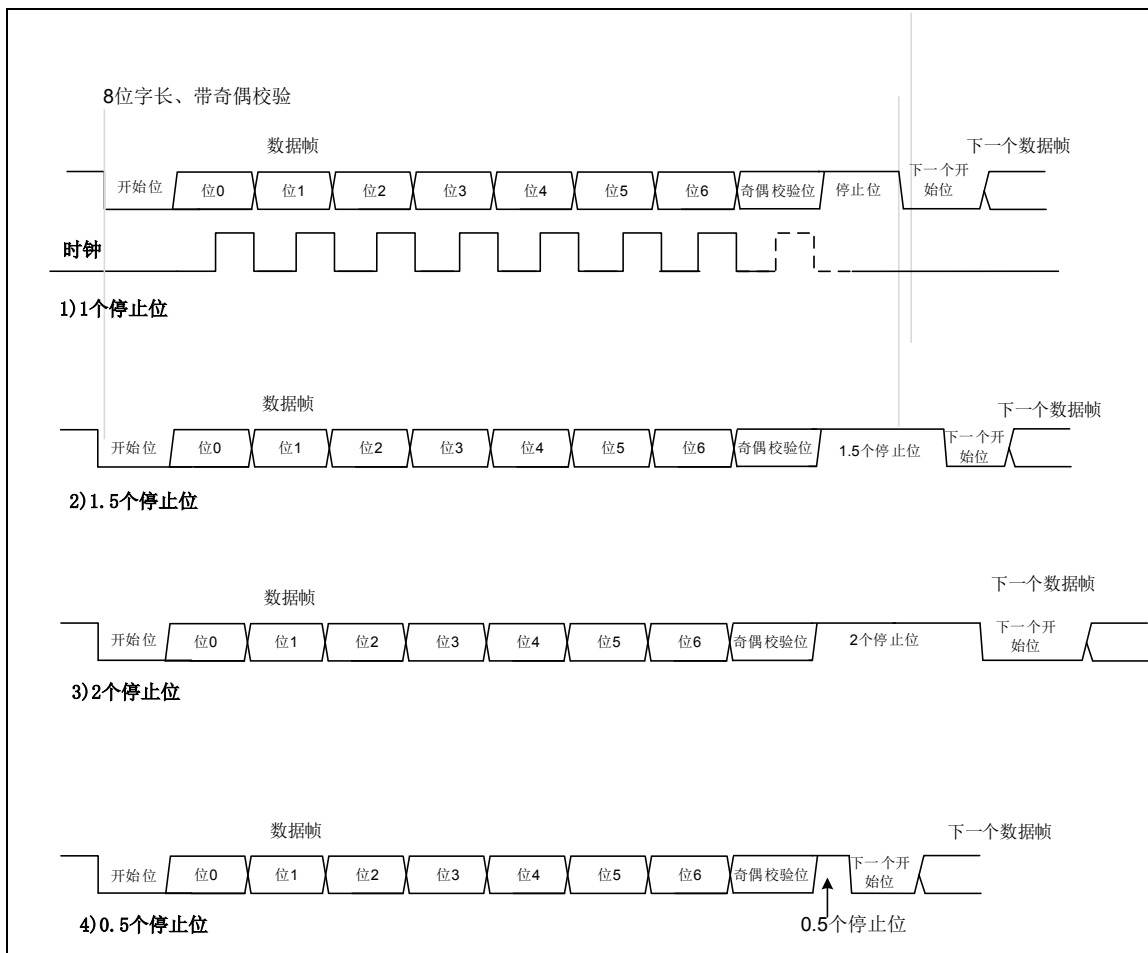 8位字长、带奇偶校验
数据帧
下一个数据帧
开始位 位0 位1 位2 位3 位4 位5 位6 奇偶校验位 停止位 下一个开
始位
时钟
1)1个停止位
数据帧
下一个数据帧
开始位 位0 位1 位2 位3 位4 位5 位6 奇偶校验位 1.5个停止位 下一个开
始位
2)1.5个停止位
数据帧
下一个数据帧
开始位 位0 位1 位2 位3 位4 位5 位6 奇偶校验位 2个停止位 下一个开
始位
3)2个停止位
数据帧
下一个数据帧
开始位 位0 位1 位2 位3 位4 位5 位6 奇偶校验位 下一个开
始位
4)0.5个停止位
0.5个停止位